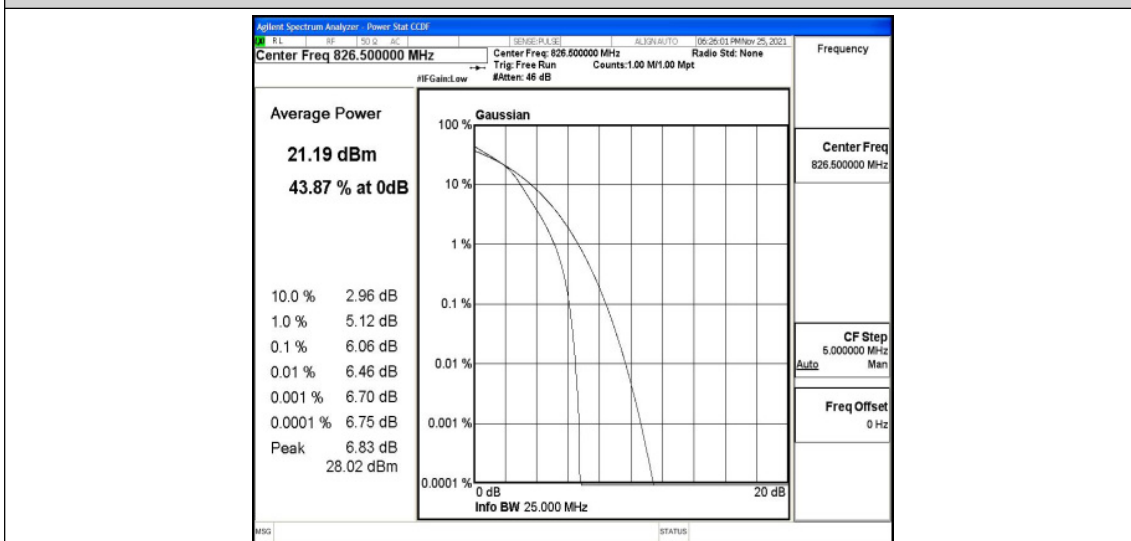 Agilent Spectrum Analyzer - Power Stat CCDF
RL RF 50 Ω AC SENSE:PULSE ALIGN AUTO 06:26:01 PM Nov 25, 2021
Center Freq 826.500000 MHz
Center Freq: 826.500000 MHz Radio Std: None
Trig: Free Run Counts:1.00 M/1.00 Mpt
#IFGain:Low #Atten: 46 dB
Frequency
Average Power
21.19 dBm
43.87 % at 0dB
10.0 % 2.96 dB
1.0 % 5.12 dB
0.1 % 6.06 dB
0.01 % 6.46 dB
0.001 % 6.70 dB
0.0001 % 6.75 dB
Peak 6.83 dB
28.02 dBm
Gaussian
100 %
10 %
1 %
0.1 %
0.01 %
0.001 %
0.0001 %
0 dB 20 dB
Info BW 25.000 MHz
Center Freq
826.500000 MHz
CF Step
5.000000 MHz
Auto Man
Freq Offset
0 Hz
MSG STATUS